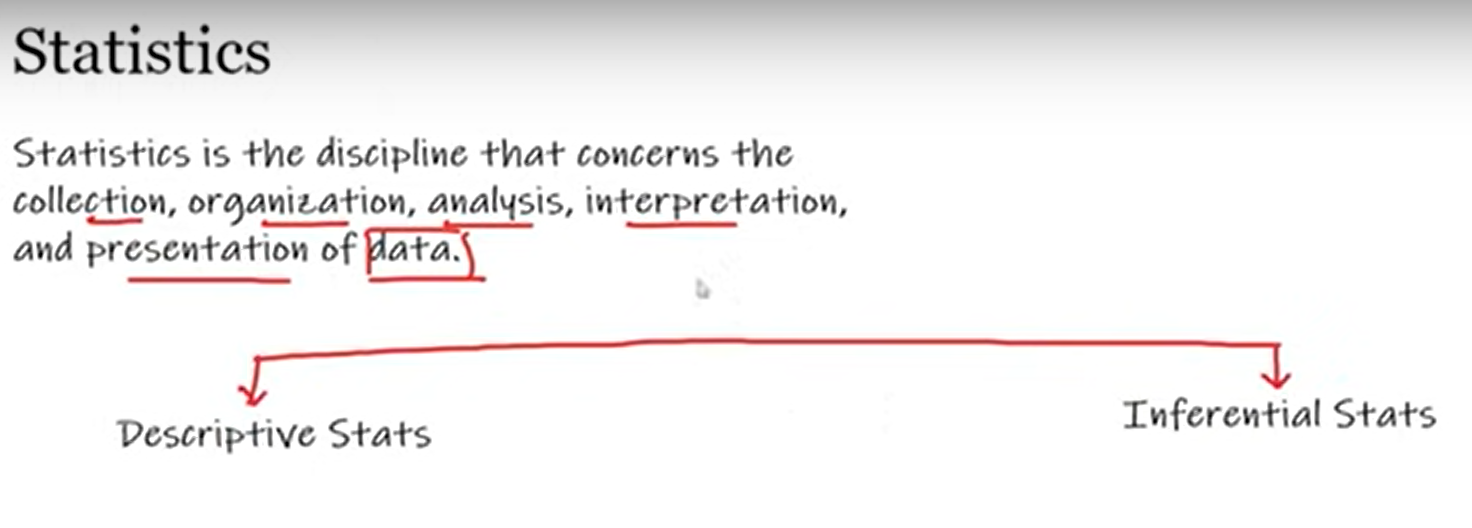 Statistics
Statistics is the discipline that concerns the
collection, organization, analysis, interpretation,
and presentation of data.
Descriptive Stats
Inferential Stats